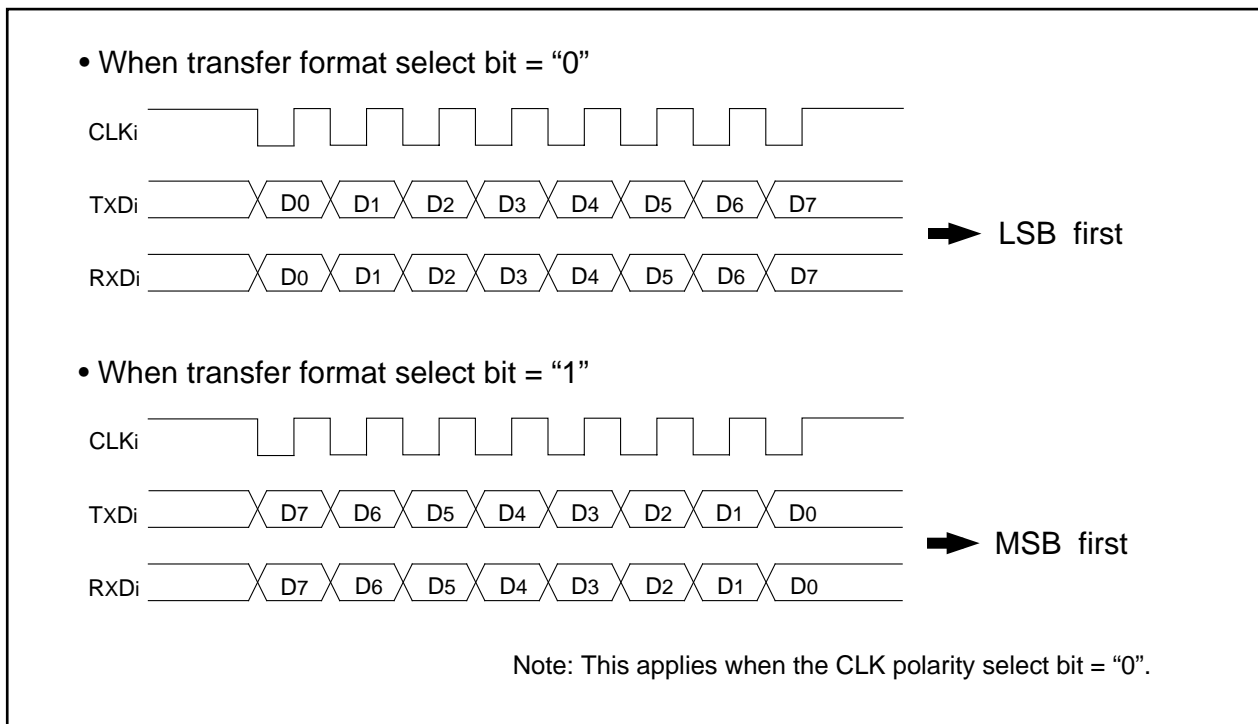 • When transfer format select bit = “0”
CLKi
TXDi D0 D1 D2 D3 D4 D5 D6 D7
RXDi D0 D1 D2 D3 D4 D5 D6 D7
LSB first
• When transfer format select bit = “1”
CLKi
TXDi D7 D6 D5 D4 D3 D2 D1 D0
RXDi D7 D6 D5 D4 D3 D2 D1 D0
MSB first
Note: This applies when the CLK polarity select bit = “0”.